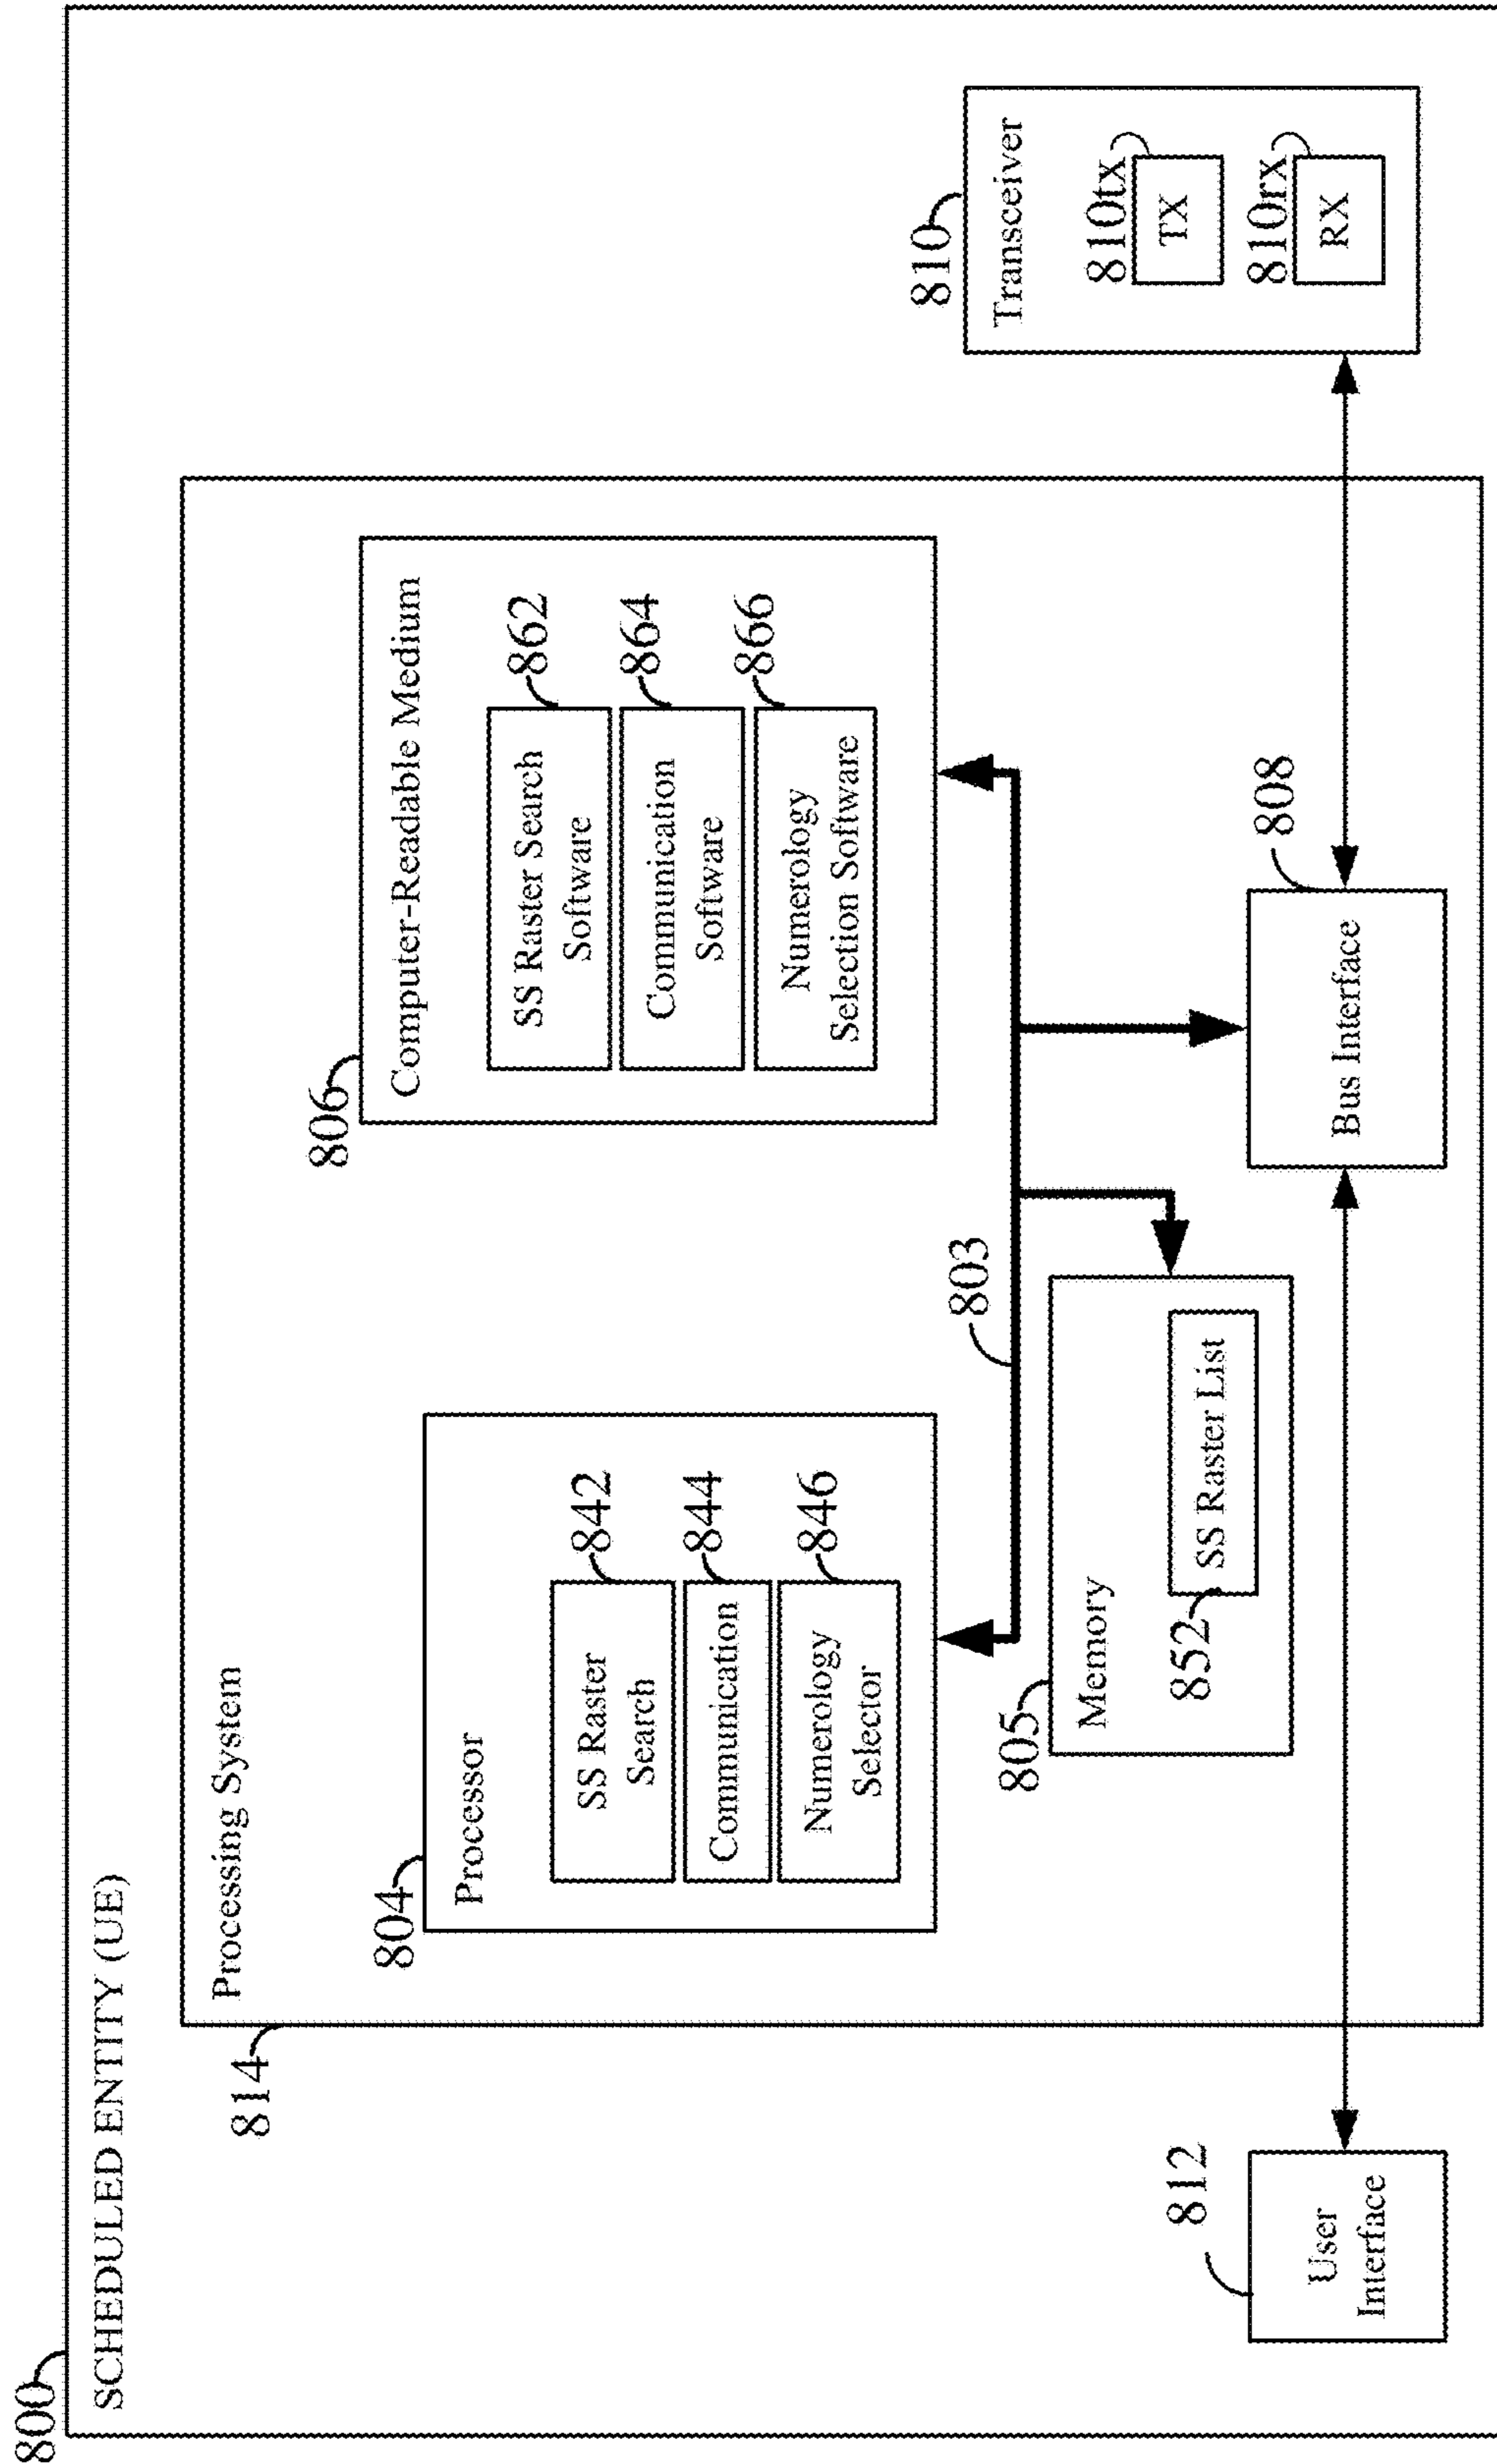 800
SCHEDULED ENTITY (UE)
814
Processing System
804
Processor
SS Raster
Search
842
Communication
844
Numerology
Selector
846
806
Computer-Readable Medium
SS Raster Search
Software
862
Communication
Software
864
Numerology
Selection Software
866
803
805
Memory
852
SS Raster List
812
User
Interface
Bus Interface
808
810
Transceiver
810tx
TX
810rx
RX